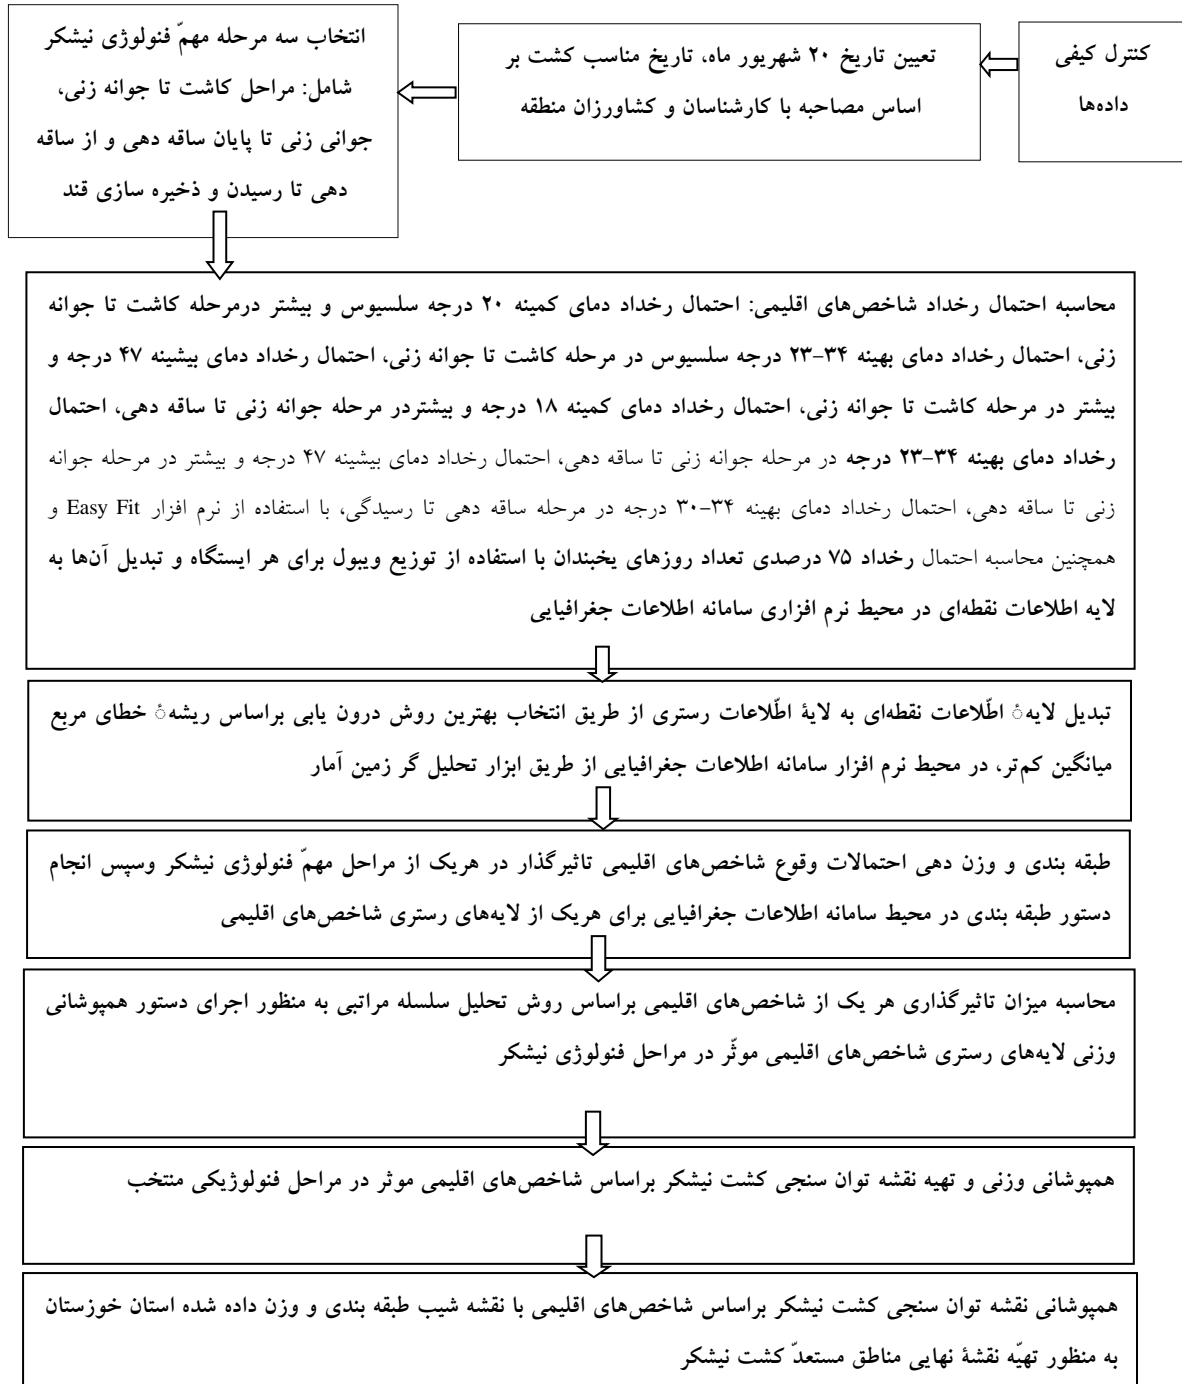 کنترل کیفی
داده‌ها
تعیین تاریخ ۲۰ شهریور ماه، تاریخ مناسب کشت بر
اساس مصاحبه با کارشناسان و کشاورزان منطقه
انتخاب سه مرحله مهمّ فنولوژی نیشکر
شامل: مراحل کاشت تا جوانه زنی،
جوانی زنی تا پایان ساقه دهی و از ساقه
دهی تا رسیدن و ذخیره سازی قند
محاسبه احتمال رخداد شاخص‌های اقلیمی: احتمال رخداد دمای کمینه ۲۰ درجه سلسیوس و بیشتر درمرحله کاشت تا جوانه
زنی، احتمال رخداد دمای بهینه ۳۴-۲۳ درجه سلسیوس در مرحله کاشت تا جوانه زنی، احتمال رخداد دمای بیشینه ۴۷ درجه و
بیشتر در مرحله کاشت تا جوانه زنی، احتمال رخداد دمای کمینه ۱۸ درجه و بیشتردر مرحله جوانه زنی تا ساقه دهی، احتمال
رخداد دمای بهینه ۳۴-۲۳ درجه در مرحله جوانه زنی تا ساقه دهی، احتمال رخداد دمای بیشینه ۴۷ درجه و بیشتر در مرحله جوانه
زنی تا ساقه دهی، احتمال رخداد دمای بهینه ۳۴-۳۰ درجه در مرحله ساقه دهی تا رسیدگی، با استفاده از نرم افزار Easy Fit و
همچنین محاسبه احتمال رخداد ۷۵ درصدی تعداد روزهای یخبندان با استفاده از توزیع ویبول برای هر ایستگاه و تبدیل آن‌ها به
لایه اطلاعات نقطه‌ای در محیط نرم افزاری سامانه اطلاعات جغرافیایی
تبدیل لایهٔ اطّلاعات نقطه‌ای به لایهٔ اطّلاعات رستری از طریق انتخاب بهترین روش درون یابی براساس ریشهٔ خطای مربع
میانگین کم‌تر، در محیط نرم افزار سامانه اطلاعات جغرافیایی از طریق ابزار تحلیل گر زمین آمار
طبقه بندی و وزن دهی احتمالات وقوع شاخص‌های اقلیمی تاثیرگذار در هریک از مراحل مهمّ فنولوژی نیشکر وسپس انجام
دستور طبقه بندی در محیط سامانه اطلاعات جغرافیایی برای هریک از لایه‌های رستری شاخص‌های اقلیمی
محاسبه میزان تاثیرگذاری هر یک از شاخص‌های اقلیمی براساس روش تحلیل سلسله مراتبی به منظور اجرای دستور همپوشانی
وزنی لایه‌های رستری شاخص‌های اقلیمی موثّر در مراحل فنولوژی نیشکر
همپوشانی وزنی و تهیه نقشه توان سنجی کشت نیشکر براساس شاخص‌های اقلیمی موثر در مراحل فنولوژیکی منتخب
همپوشانی نقشه توان سنجی کشت نیشکر براساس شاخص‌های اقلیمی با نقشه شیب طبقه بندی و وزن داده شده استان خوزستان
به منظور تهیّه نقشهٔ نهایی مناطق مستعدّ کشت نیشکر